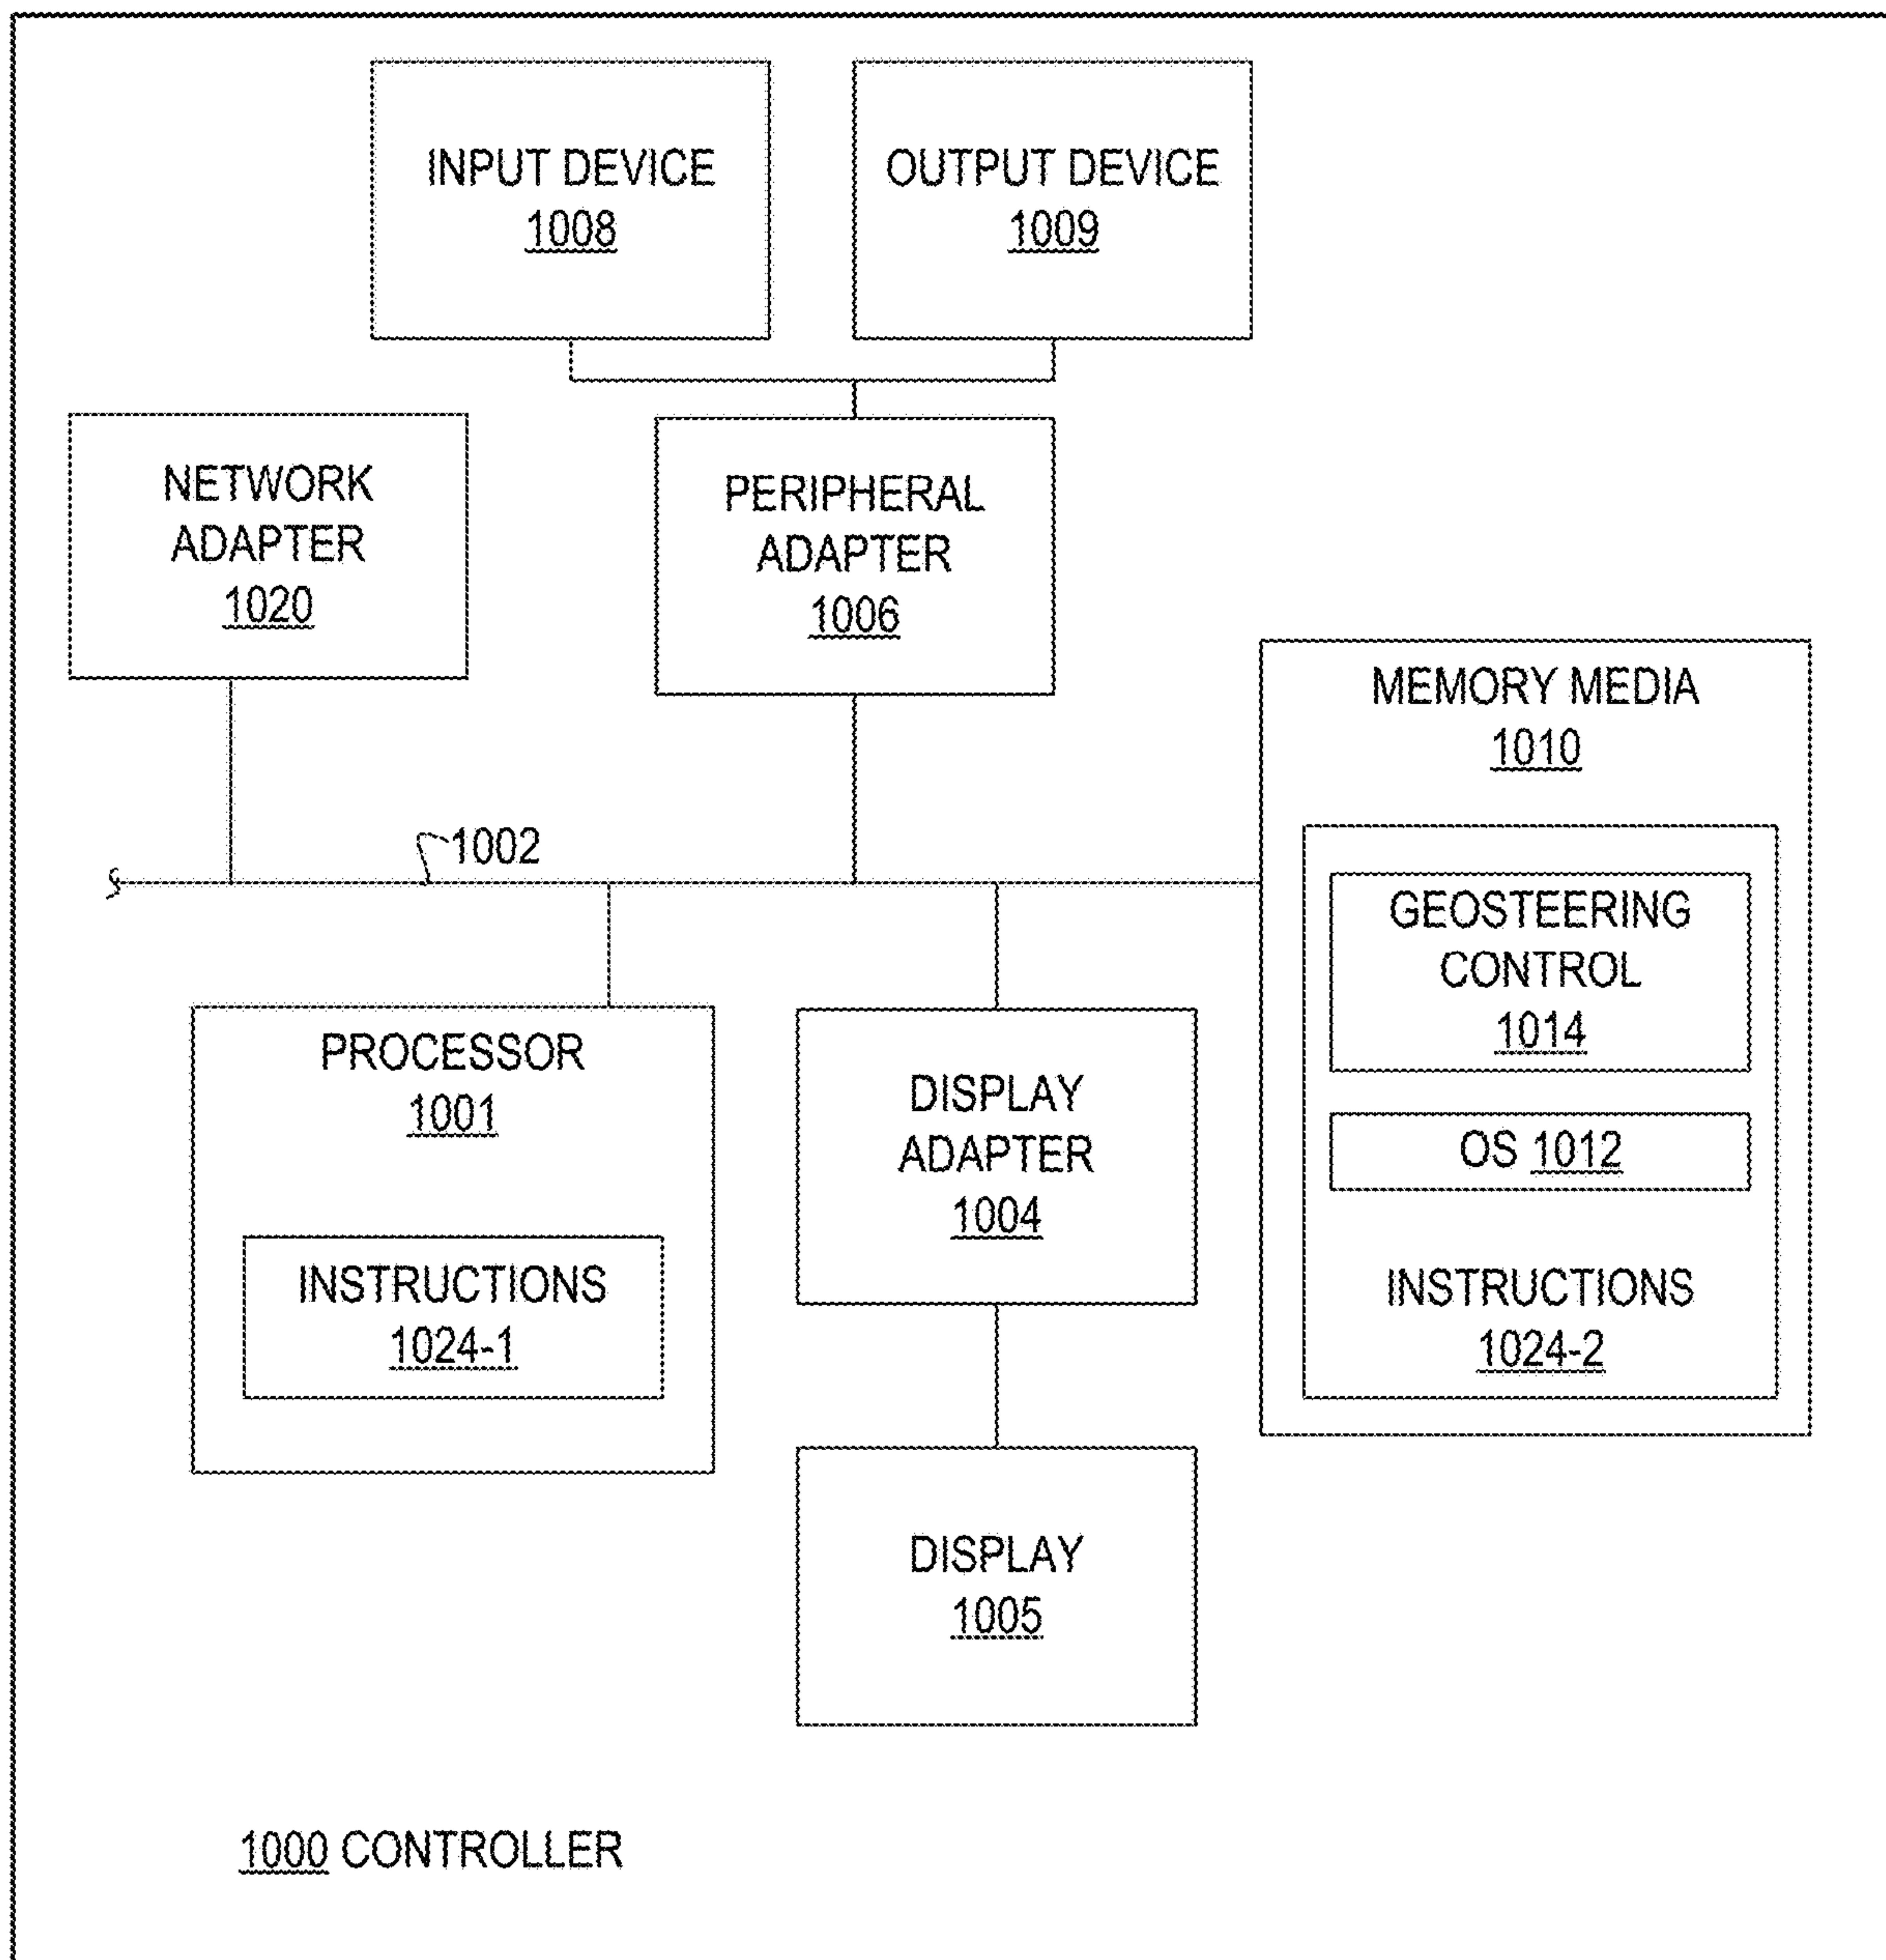 INPUT DEVICE
1008
OUTPUT DEVICE
1009
NETWORK
ADAPTER
1020
PERIPHERAL
ADAPTER
1006
MEMORY MEDIA
1010
1002
GEOSTEERING
CONTROL
1014
OS 1012
INSTRUCTIONS
1024-2
PROCESSOR
1001
INSTRUCTIONS
1024-1
DISPLAY
ADAPTER
1004
DISPLAY
1005
1000 CONTROLLER